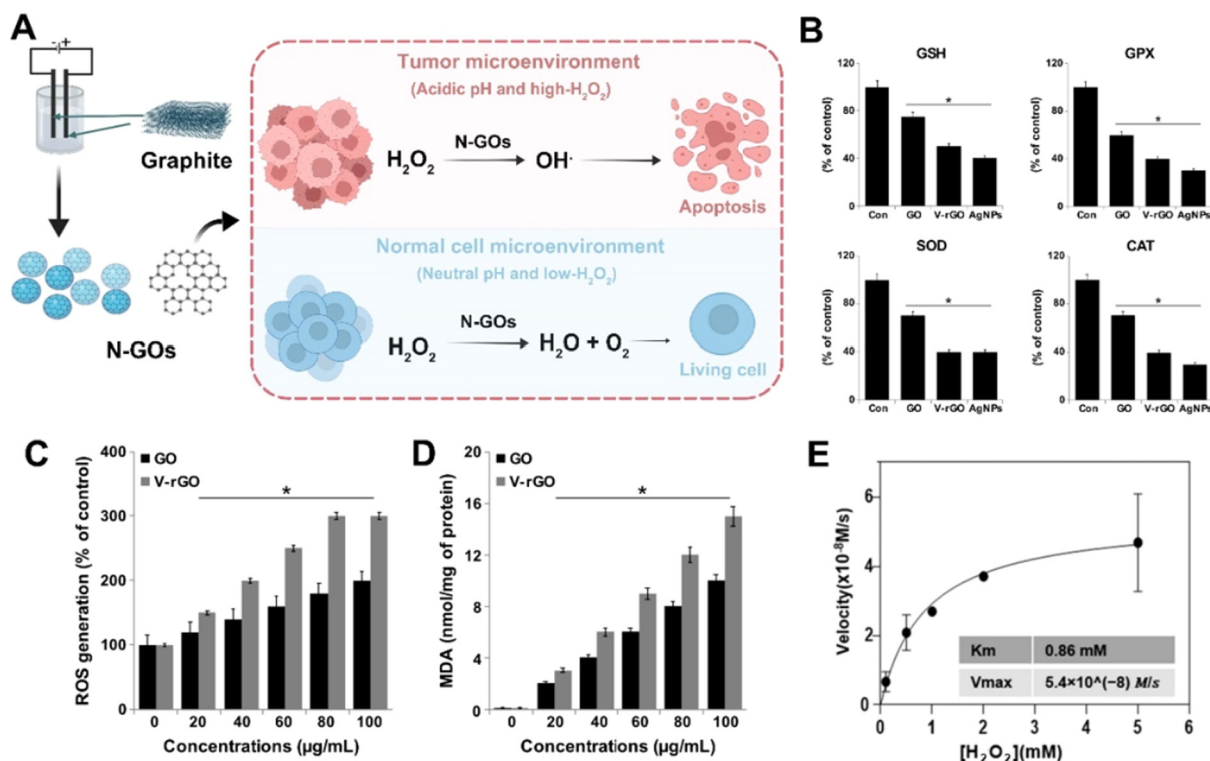 A
- +
Graphite
N-GOs
Tumor microenvironment
(Acidic pH and high-H₂O₂)
H₂O₂
N-GOs
OH·
Apoptosis
Normal cell microenvironment
(Neutral pH and low-H₂O₂)
H₂O₂
N-GOs
H₂O + O₂
Living cell
B
GSH
(% of control)
120
80
40
0
*
Con GO V-rGO AgNPs
GPX
(% of control)
120
80
40
0
*
Con GO V-rGO AgNPs
SOD
(% of control)
120
80
40
0
*
Con GO V-rGO AgNPs
CAT
(% of control)
120
80
40
0
*
Con GO V-rGO AgNPs
C
ROS generation (% of control)
400
300
200
100
0
GO
V-rGO
*
0 20 40 60 80 100
Concentrations (µg/mL)
D
MDA (nmol/mg of protein)
20
16
12
8
4
0
GO
V-rGO
*
0 20 40 60 80 100
Concentrations (µg/mL)
E
Velocity(×10⁻⁸M/s)
6
4
2
0
Km 0.86 mM
Vmax 5.4×10^(−8) M/s
0 1 2 3 4 5 6
[H₂O₂](mM)